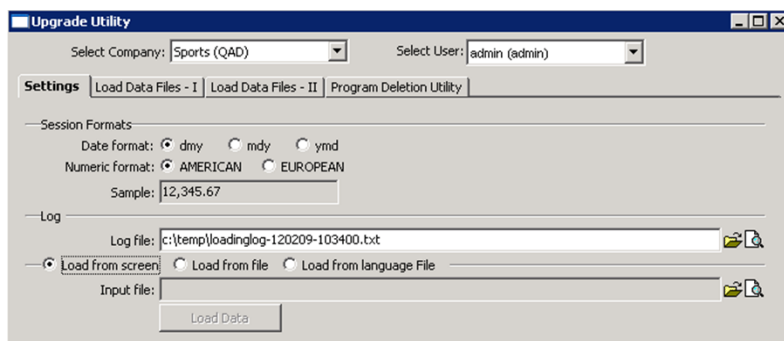 Upgrade Utility
Select Company: Sports (QAD) Select User: admin (admin)
Settings Load Data Files - I Load Data Files - II Program Deletion Utility
Session Formats
Date format: dmy mdy ymd
Numeric format: AMERICAN EUROPEAN
Sample: 12,345.67
Log
Log file: c:\temp\loadinglog-120209-103400.txt
Load from screen Load from file Load from language File
Input file:
Load Data